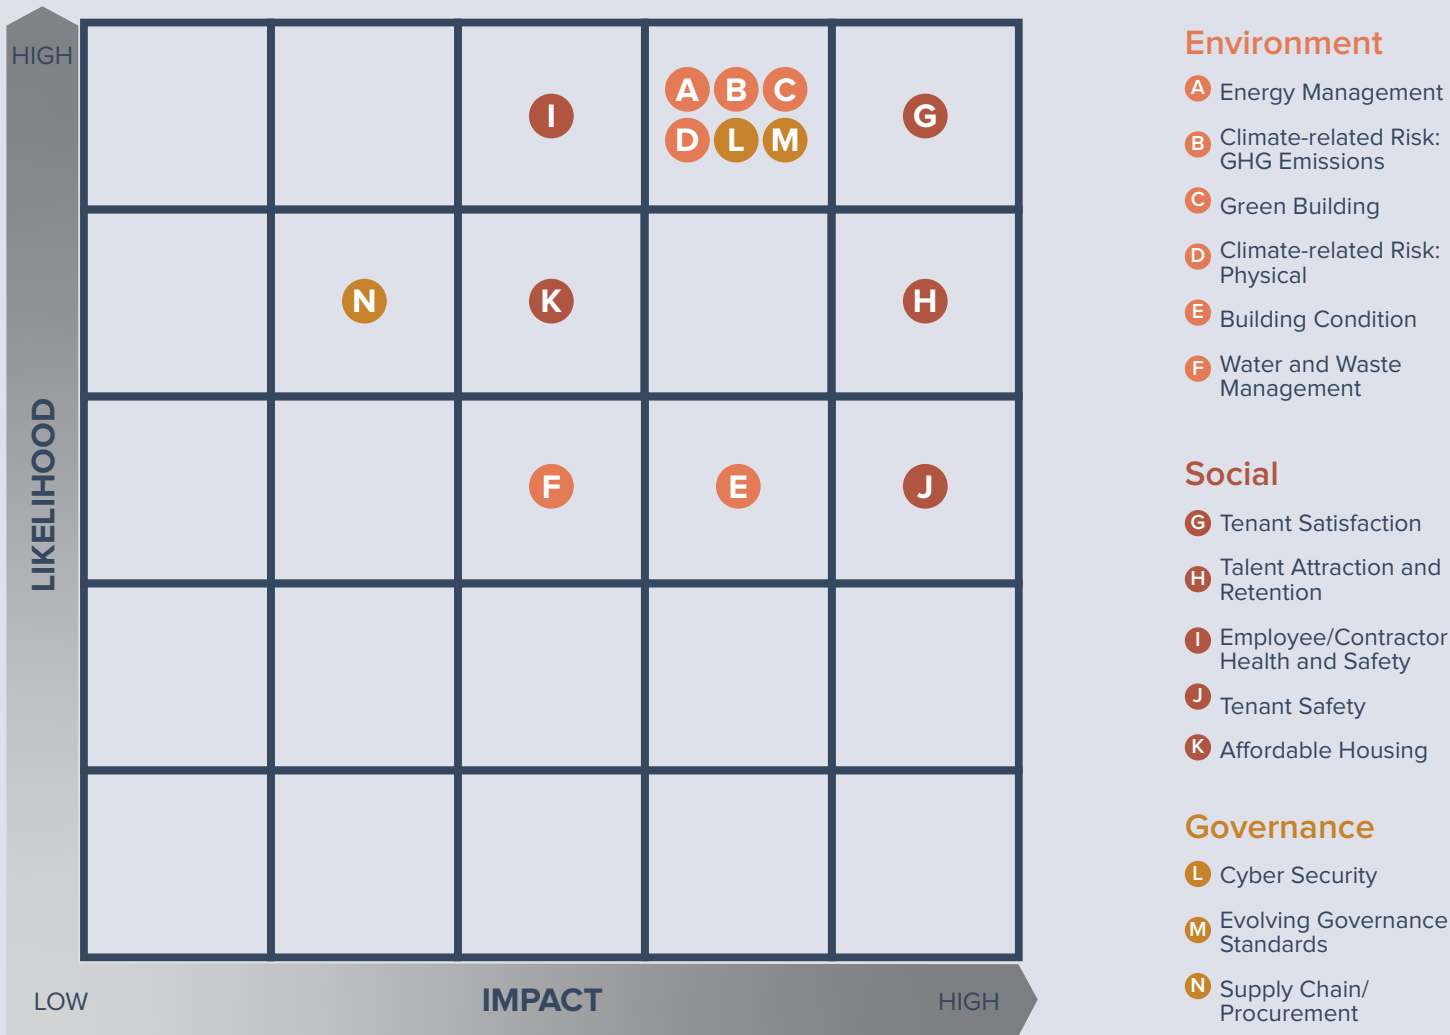 HIGH
LIKELIHOOD
I
A B C
D L M
G
N
K
H
F
E
J
LOW
IMPACT
HIGH
Environment
A Energy Management
B Climate-related Risk:
GHG Emissions
C Green Building
D Climate-related Risk:
Physical
E Building Condition
F Water and Waste
Management
Social
G Tenant Satisfaction
H Talent Attraction and
Retention
I Employee/Contractor
Health and Safety
J Tenant Safety
K Affordable Housing
Governance
L Cyber Security
M Evolving Governance
Standards
N Supply Chain/
Procurement